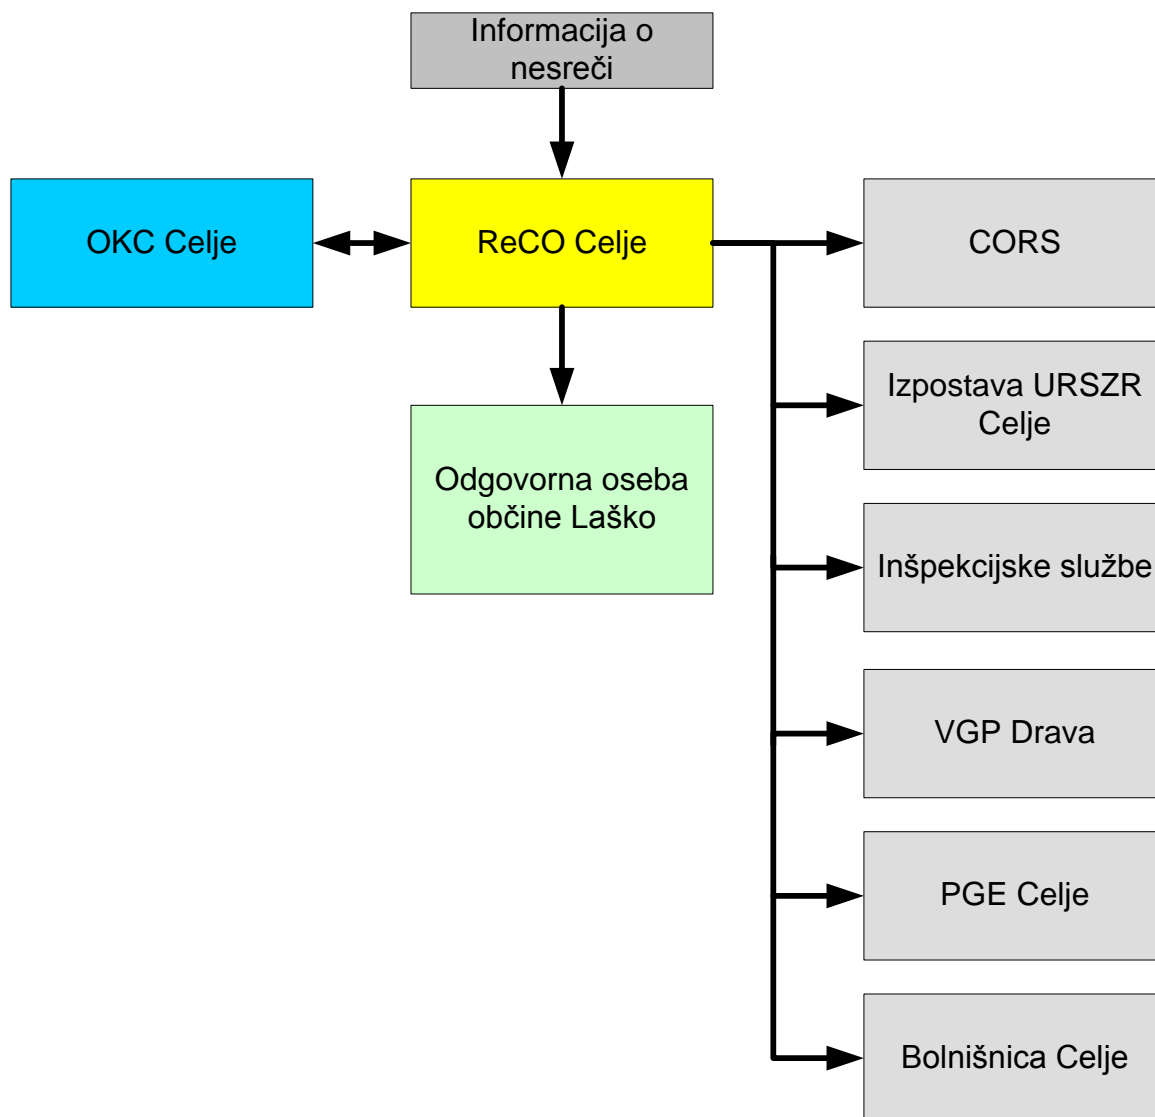 Informacija o
nesreči
OKC Celje
ReCO Celje
CORS
Izpostava URSZR
Celje
Odgovorna oseba
občine Laško
Inšpekcijske službe
VGP Drava
PGE Celje
Bolnišnica Celje